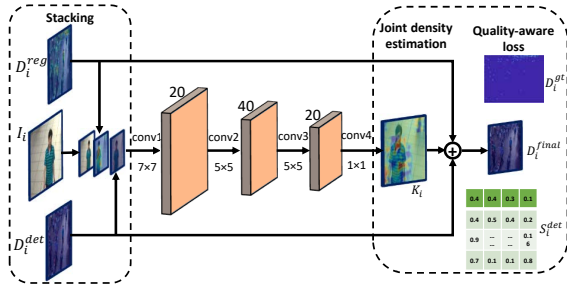 Stacking
D_i^reg
I_i
D_i^det
conv1
7×7
20
conv2
5×5
40
conv3
5×5
20
conv4
1×1
Joint density
estimation
K_i
Quality-aware
loss
D_i^gt
D_i^final
0.4 0.4 0.3 0.1
0.4 0.5 0.4 0.2
0.9 -- -- 0.1
-- -- 6
0.7 0.1 0.1 0.8
S_i^det